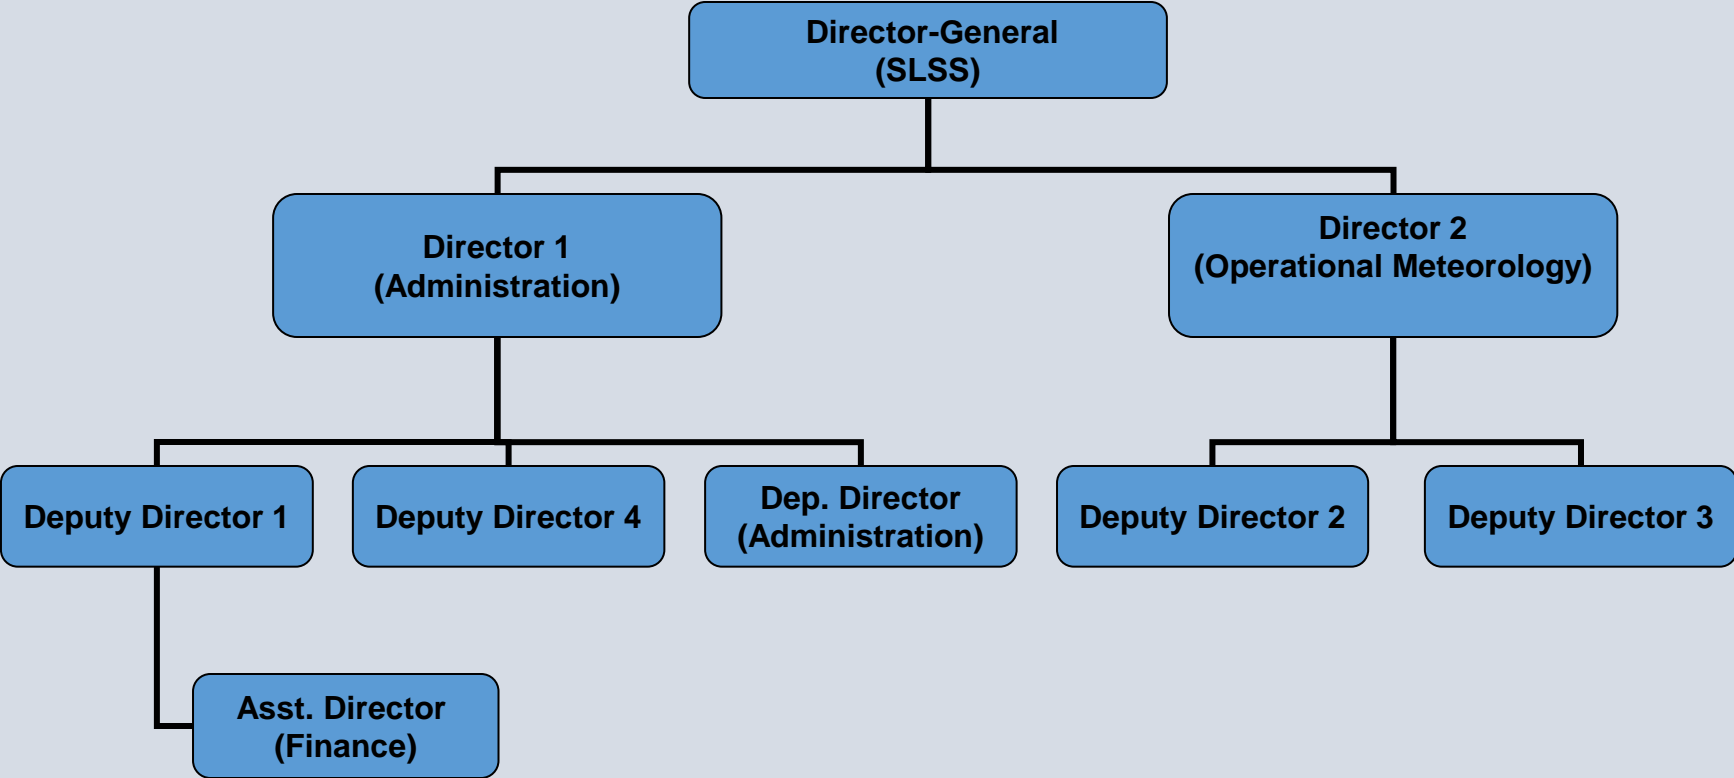 Director-General
(SLSS)
Director 1
(Administration)
Director 2
(Operational Meteorology)
Deputy Director 1
Deputy Director 4
Dep. Director
(Administration)
Deputy Director 2
Deputy Director 3
Asst. Director
(Finance)